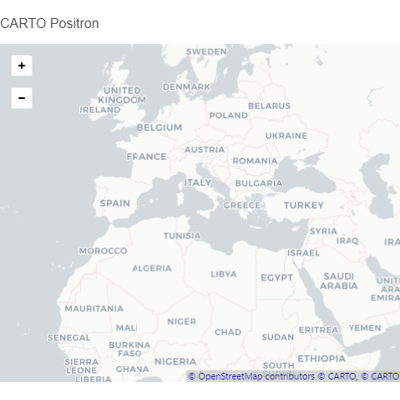 CARTO Positron
+
SWEDEN
−
UNITED
KINGDOM
DENMARK
IRELAND
BELARUS
POLAND
BELGIUM
UKRAINE
FRANCE
AUSTRIA
ROMANIA
ITALY
BULGARIA
SPAIN
GREECE
TURKEY
TUNISIA
SYRIA
MOROCCO
IRAQ
IRA
ISRAEL
ALGERIA
LIBYA
EGYPT
SAUDI
ARABIA
UNIT
ARA
EMIRA
MAURITANIA
NIGER
MALI
CHAD
SUDAN
ERITREA
YEMEN
SENEGAL
BURKINA
FASO
SIERRA
LEONE
GHANA
NIGERIA
ETHIOPIA
SOUTH
LIBERIA
© OpenStreetMap contributors © CARTO, © CARTO